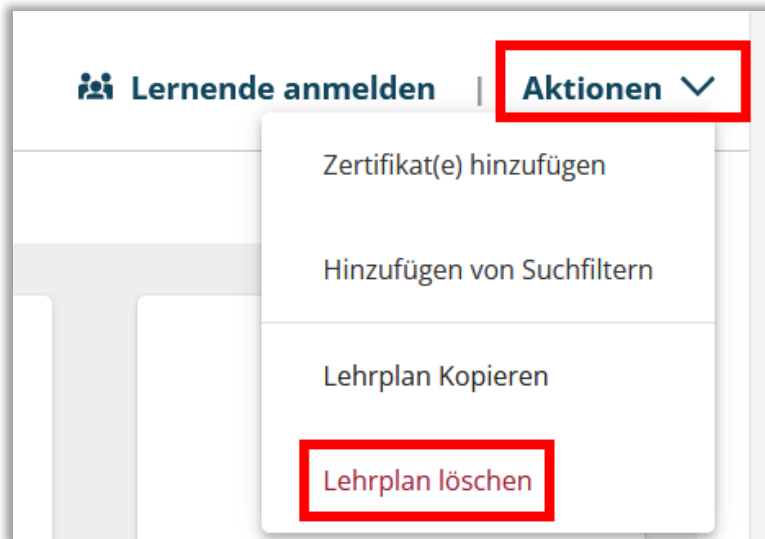 Lernende anmelden | Aktionen
Zertifikat(e) hinzufügen
Hinzufügen von Suchfiltern
Lehrplan Kopieren
Lehrplan löschen